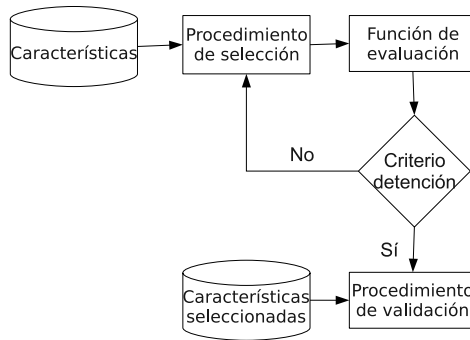 Características
Procedimiento
de selección
Función de
evaluación
No
Criterio
detención
Sí
Características
seleccionadas
Procedimiento
de validación